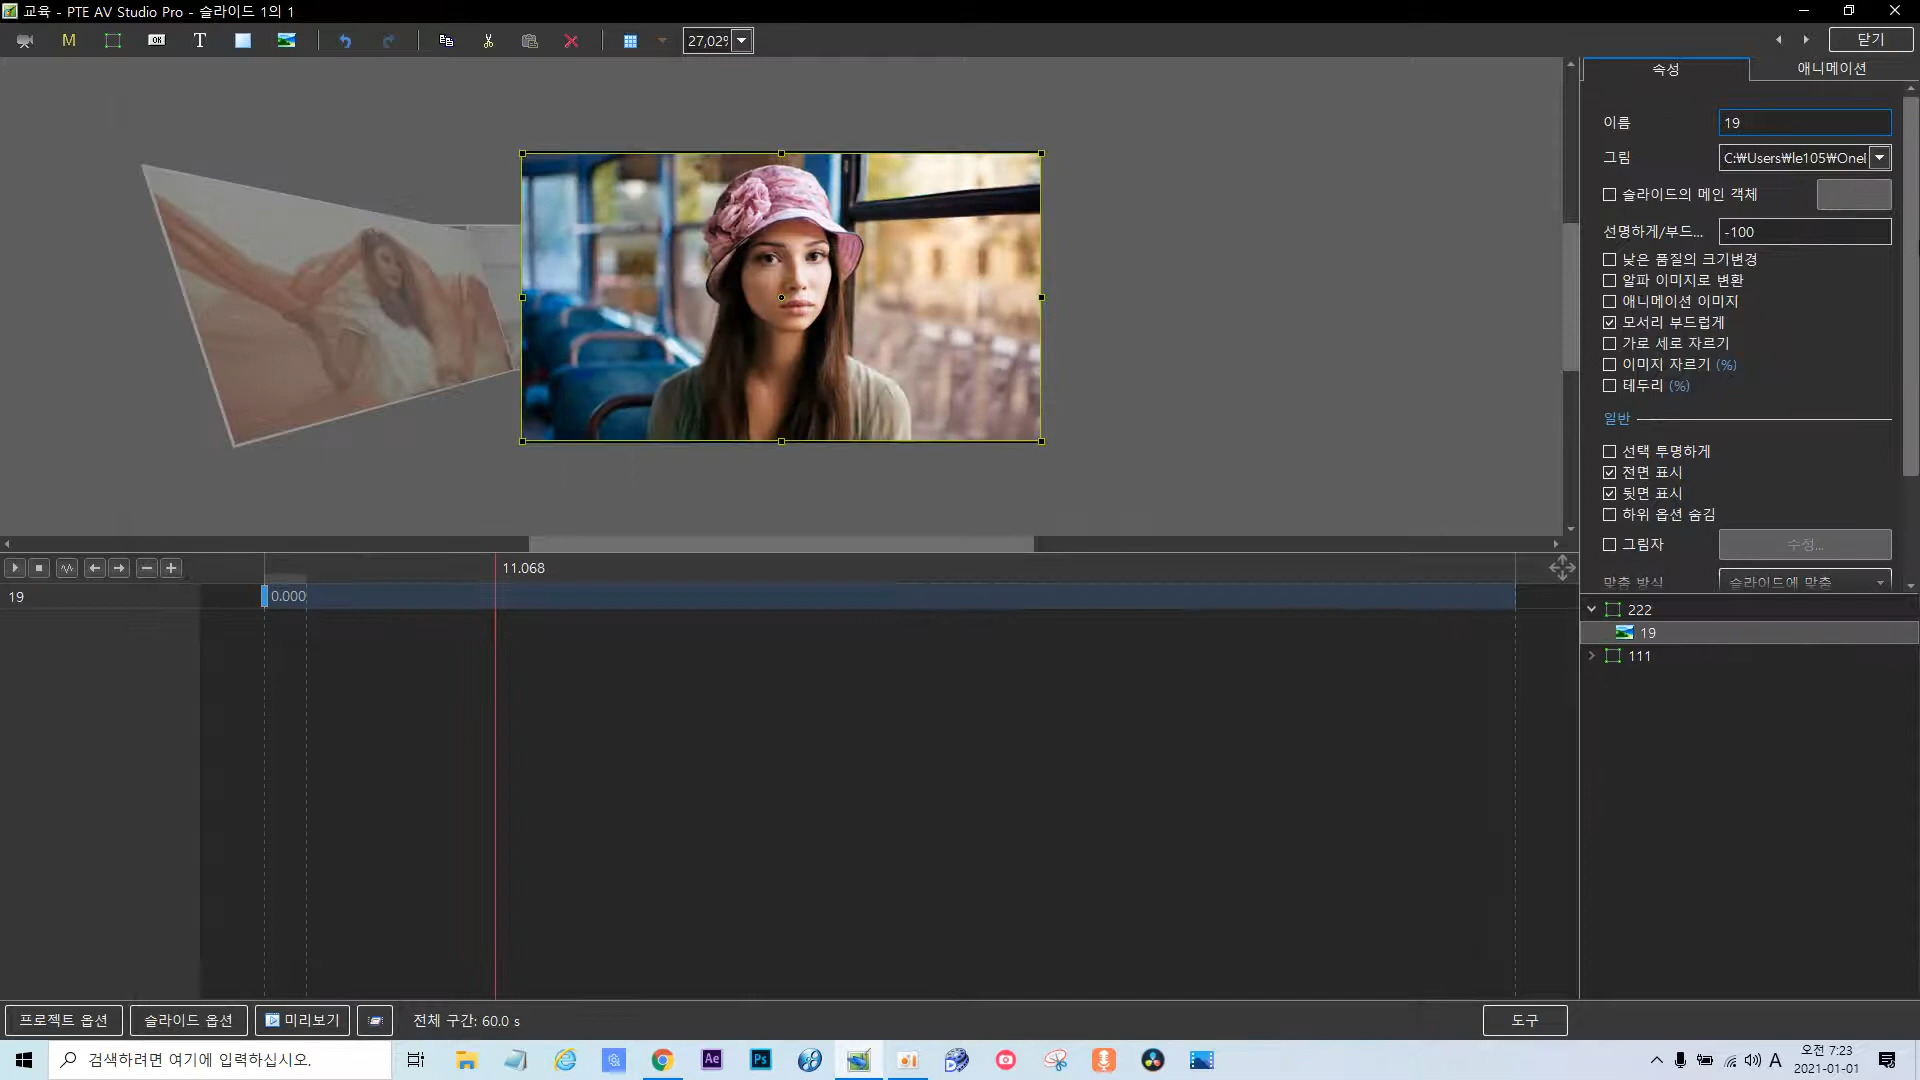 교육 - PTE AV Studio Pro - 슬라이드 1의 1
M
OK
T
27,02%
닫기
속성
애니메이션
이름
19
그림
C:₩Users₩le105₩One
슬라이드의 메인 객체
선명하게/부드...
-100
낮은 품질의 크기변경
알파 이미지로 변환
애니메이션 이미지
모서리 부드럽게
가로 세로 자르기
이미지 자르기 (%)
테두리 (%)
일반
선택 투명하게
전면 표시
뒷면 표시
하위 옵션 숨김
그림자
수정...
맞춤 방식
슬라이드에 맞춤
11.068
19
0.000
222
19
111
프로젝트 옵션
슬라이드 옵션
미리보기
전체 구간: 60.0 s
도구
검색하려면 여기에 입력하십시오.
Ae
Ps
A
오전 7:23
2021-01-01